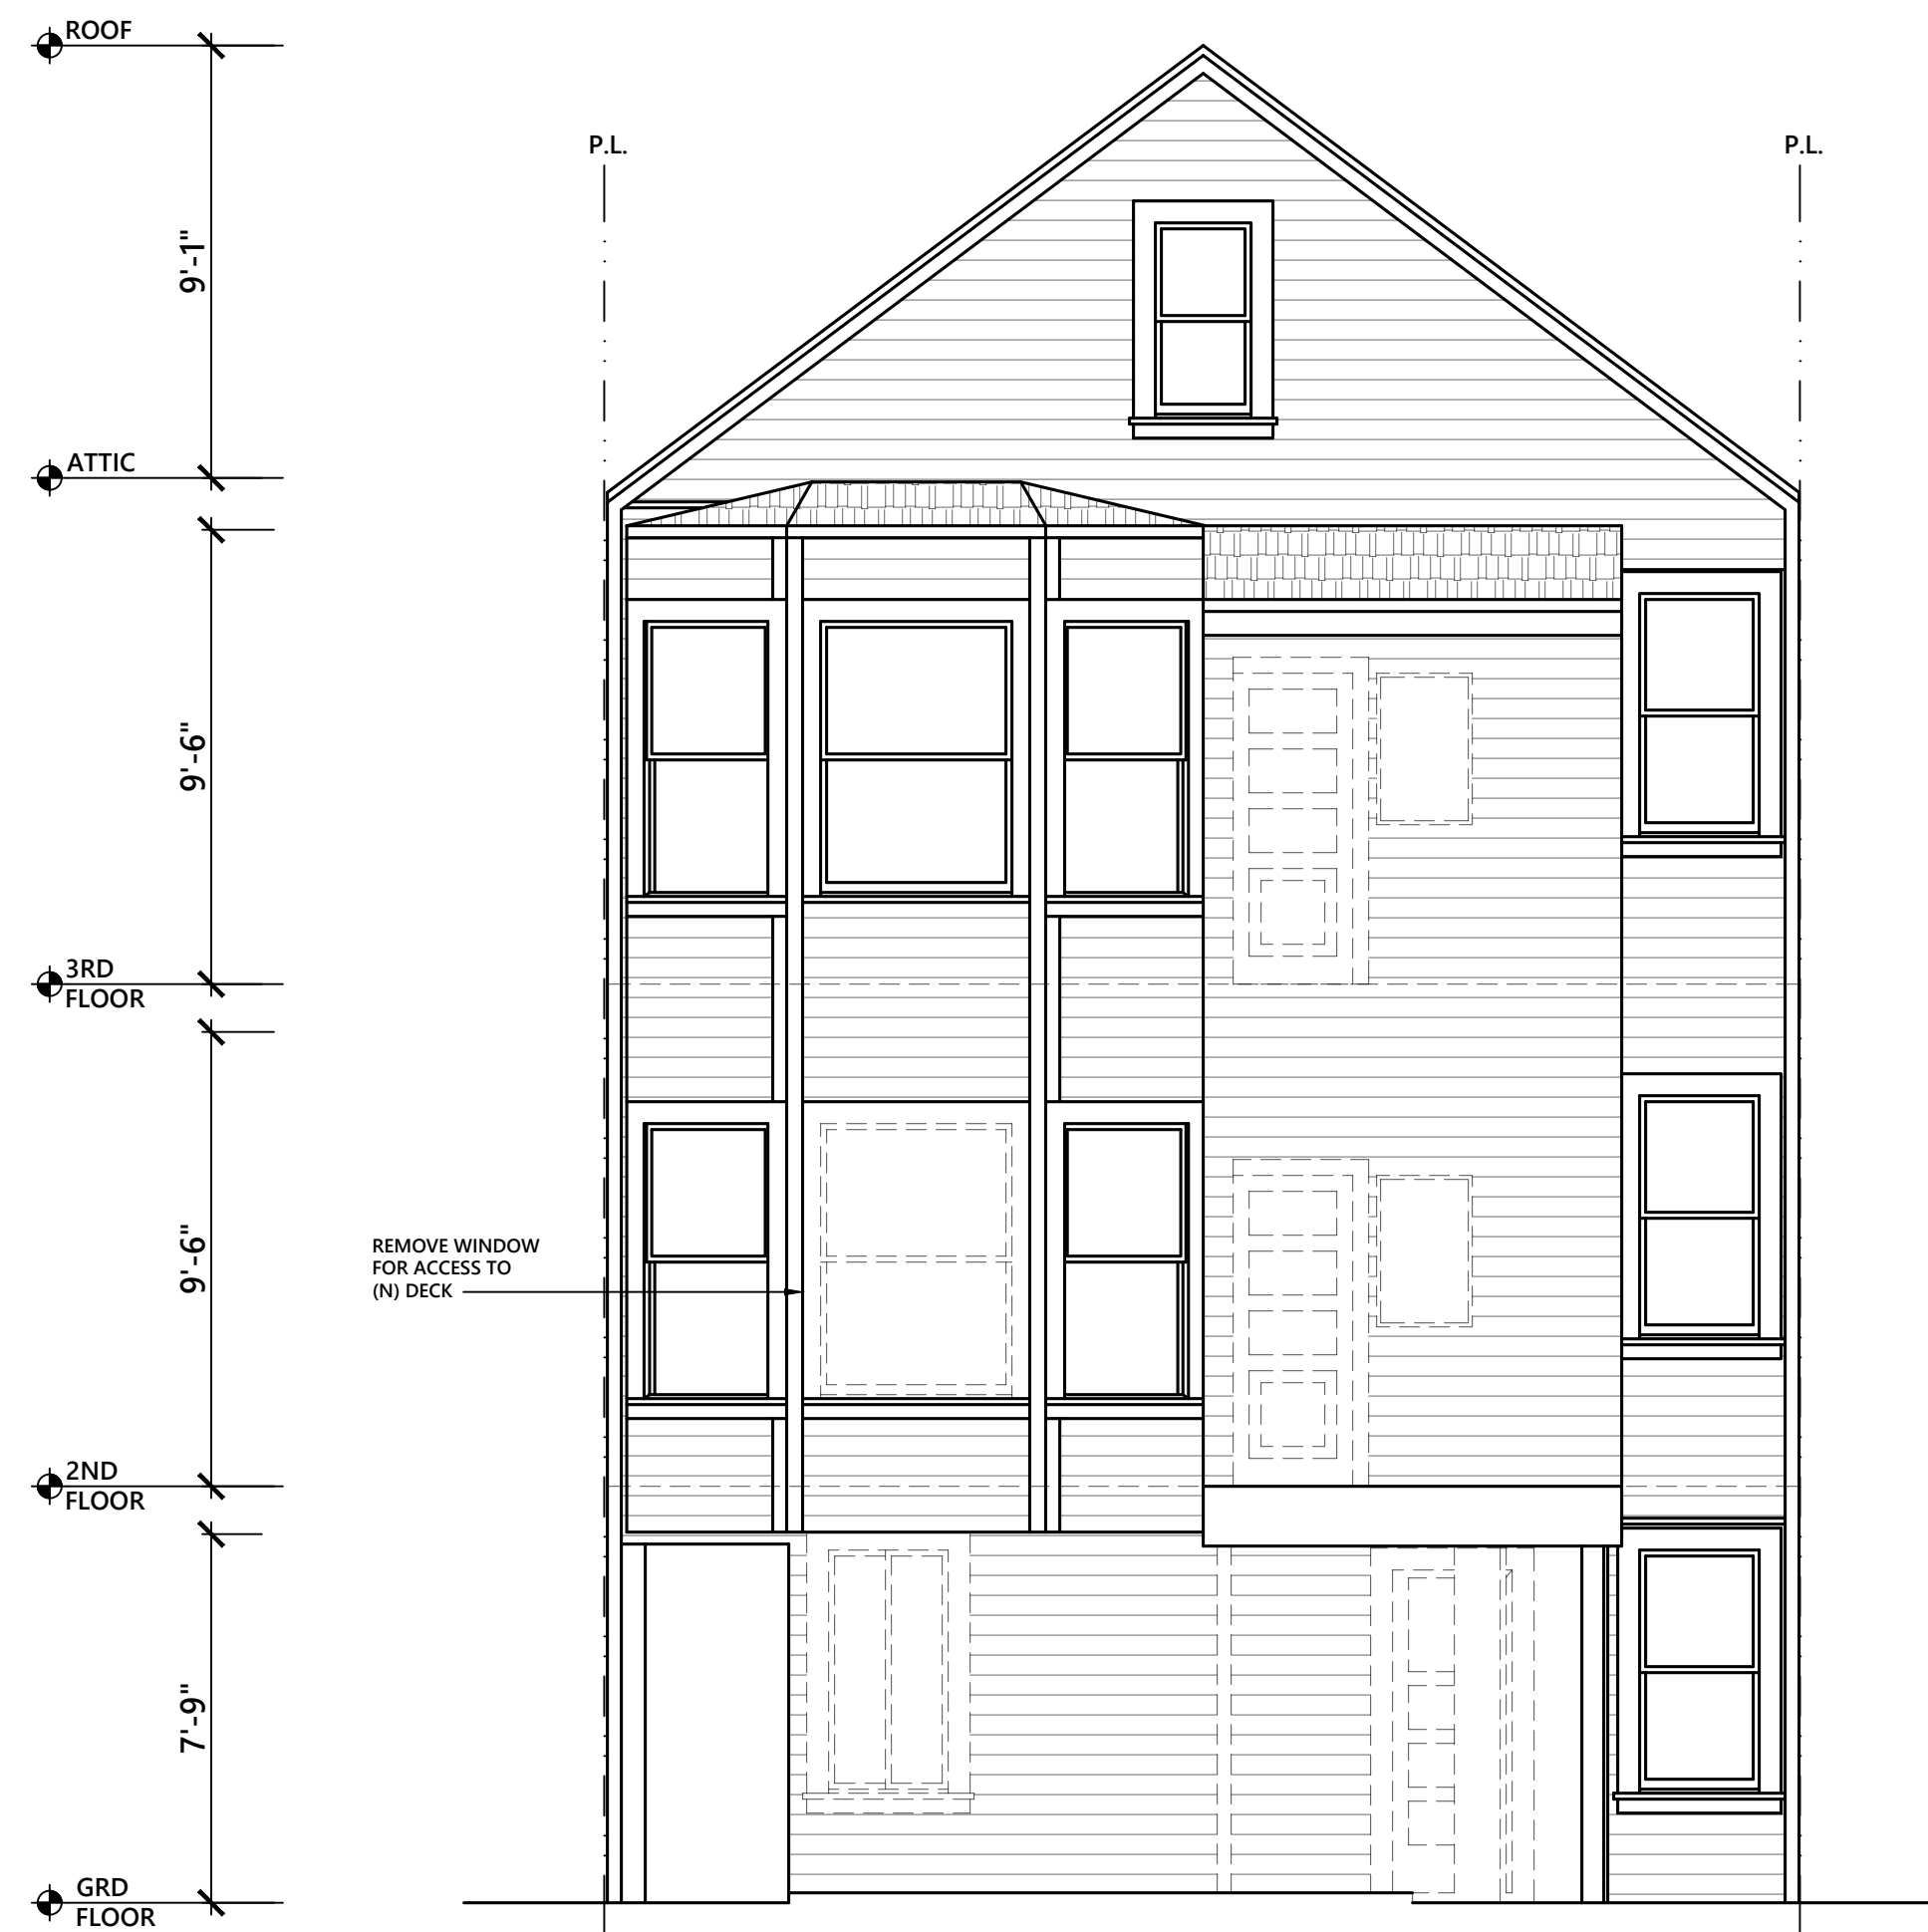 ROOF
P.L.
P.L.
9'-1"
ATTIC
9'-6"
3RD
FLOOR
REMOVE WINDOW
FOR ACCESS TO
(N) DECK
9'-6"
2ND
FLOOR
7'-9"
GRD
FLOOR